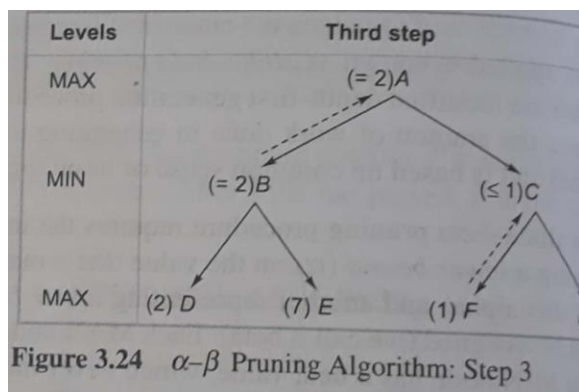 Levels Third step
MAX (= 2)A
MIN (= 2)B (≤ 1)C
MAX (2) D (7) E (1) F
Figure 3.24 α–β Pruning Algorithm: Step 3